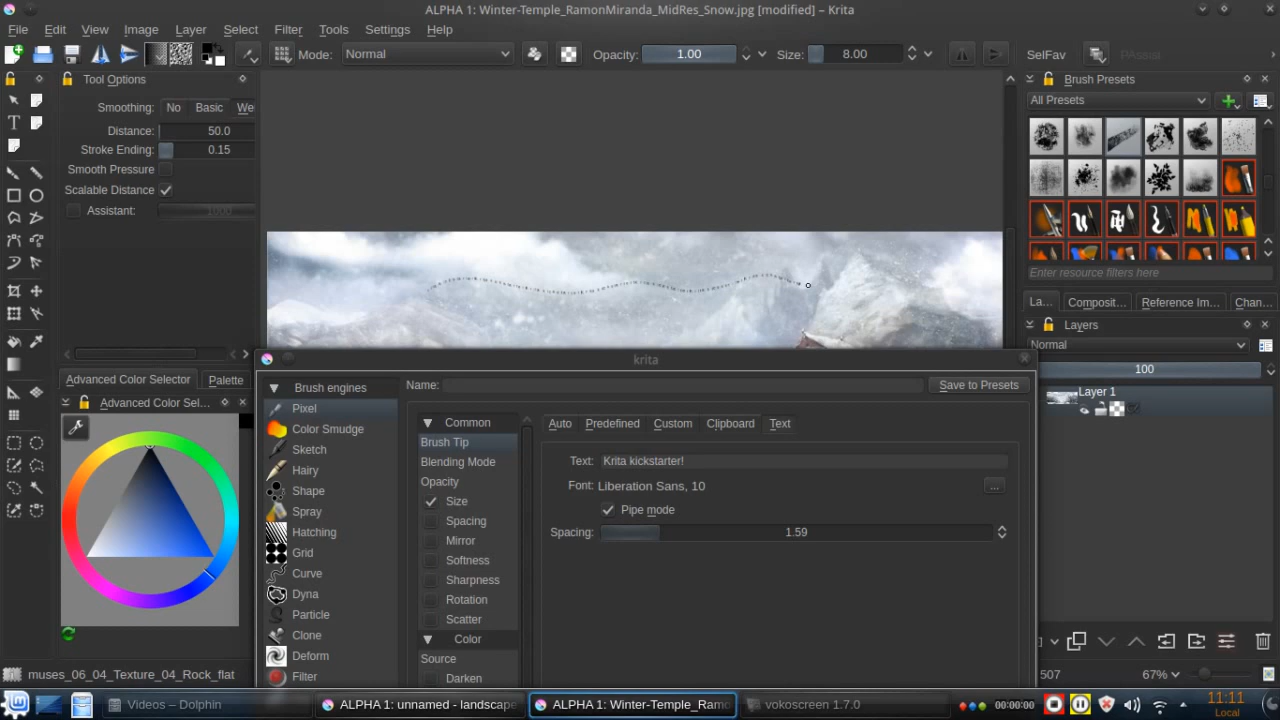 ALPHA 1: Winter-Temple_RamonMiranda_MidRes_Snow.jpg [modified] – Krita
File Edit View Image Layer Select Filter Tools Settings Help
Mode: Normal Opacity: 1.00 Size: 8.00 SelFav PAssist
Tool Options
Smoothing: No Basic We
Distance: 50.0
Stroke Ending: 0.15
Smooth Pressure
Scalable Distance
Assistant: 1000
Advanced Color Selector Palette
Advanced Color Sel...
muses_06_04_Texture_04_Rock_flat
krita
Brush engines
Pixel
Color Smudge
Sketch
Hairy
Shape
Spray
Hatching
Grid
Curve
Dyna
Particle
Clone
Deform
Filter
Name: Save to Presets
Common
Brush Tip
Blending Mode
Opacity
Size
Spacing
Mirror
Softness
Sharpness
Rotation
Scatter
Color
Source
Darken
Auto Predefined Custom Clipboard Text
Text: Krita kickstarter!
Font: Liberation Sans, 10 ...
Pipe mode
Spacing: 1.59
Brush Presets
All Presets
Enter resource filters here
La... Composit... Reference Im... Chan...
Layers
Normal
100
Layer 1
507 67%
Videos – Dolphin ALPHA 1: unnamed - landscape ALPHA 1: Winter-Temple_Ramo vokoscreen 1.7.0 00:00:00 11:11
Local